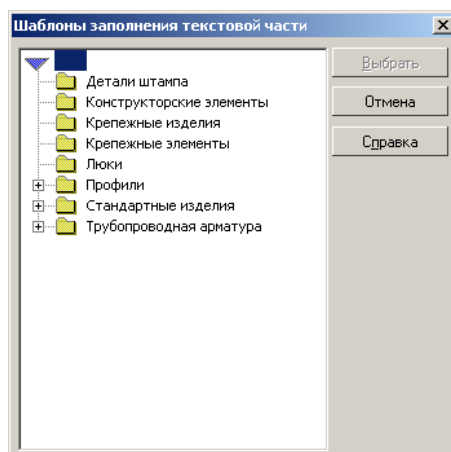 Шаблоны заполнения текстовой части
Выбрать
Детали штампа
Конструкторские элементы
Отмена
Крепежные изделия
Крепежные элементы
Справка
Люки
Профили
Стандартные изделия
Трубопроводная арматура